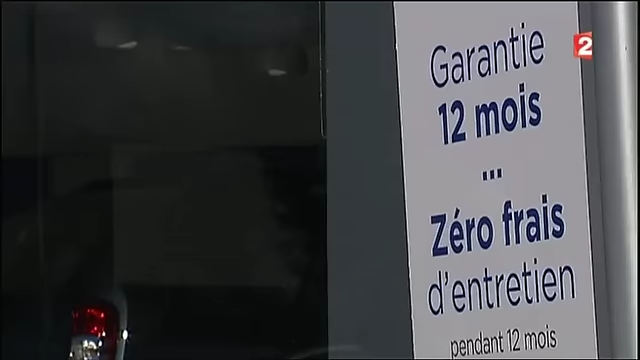 Garantie
12 mois
...
Zéro frais
d'entretien
pendant 12 mois
2